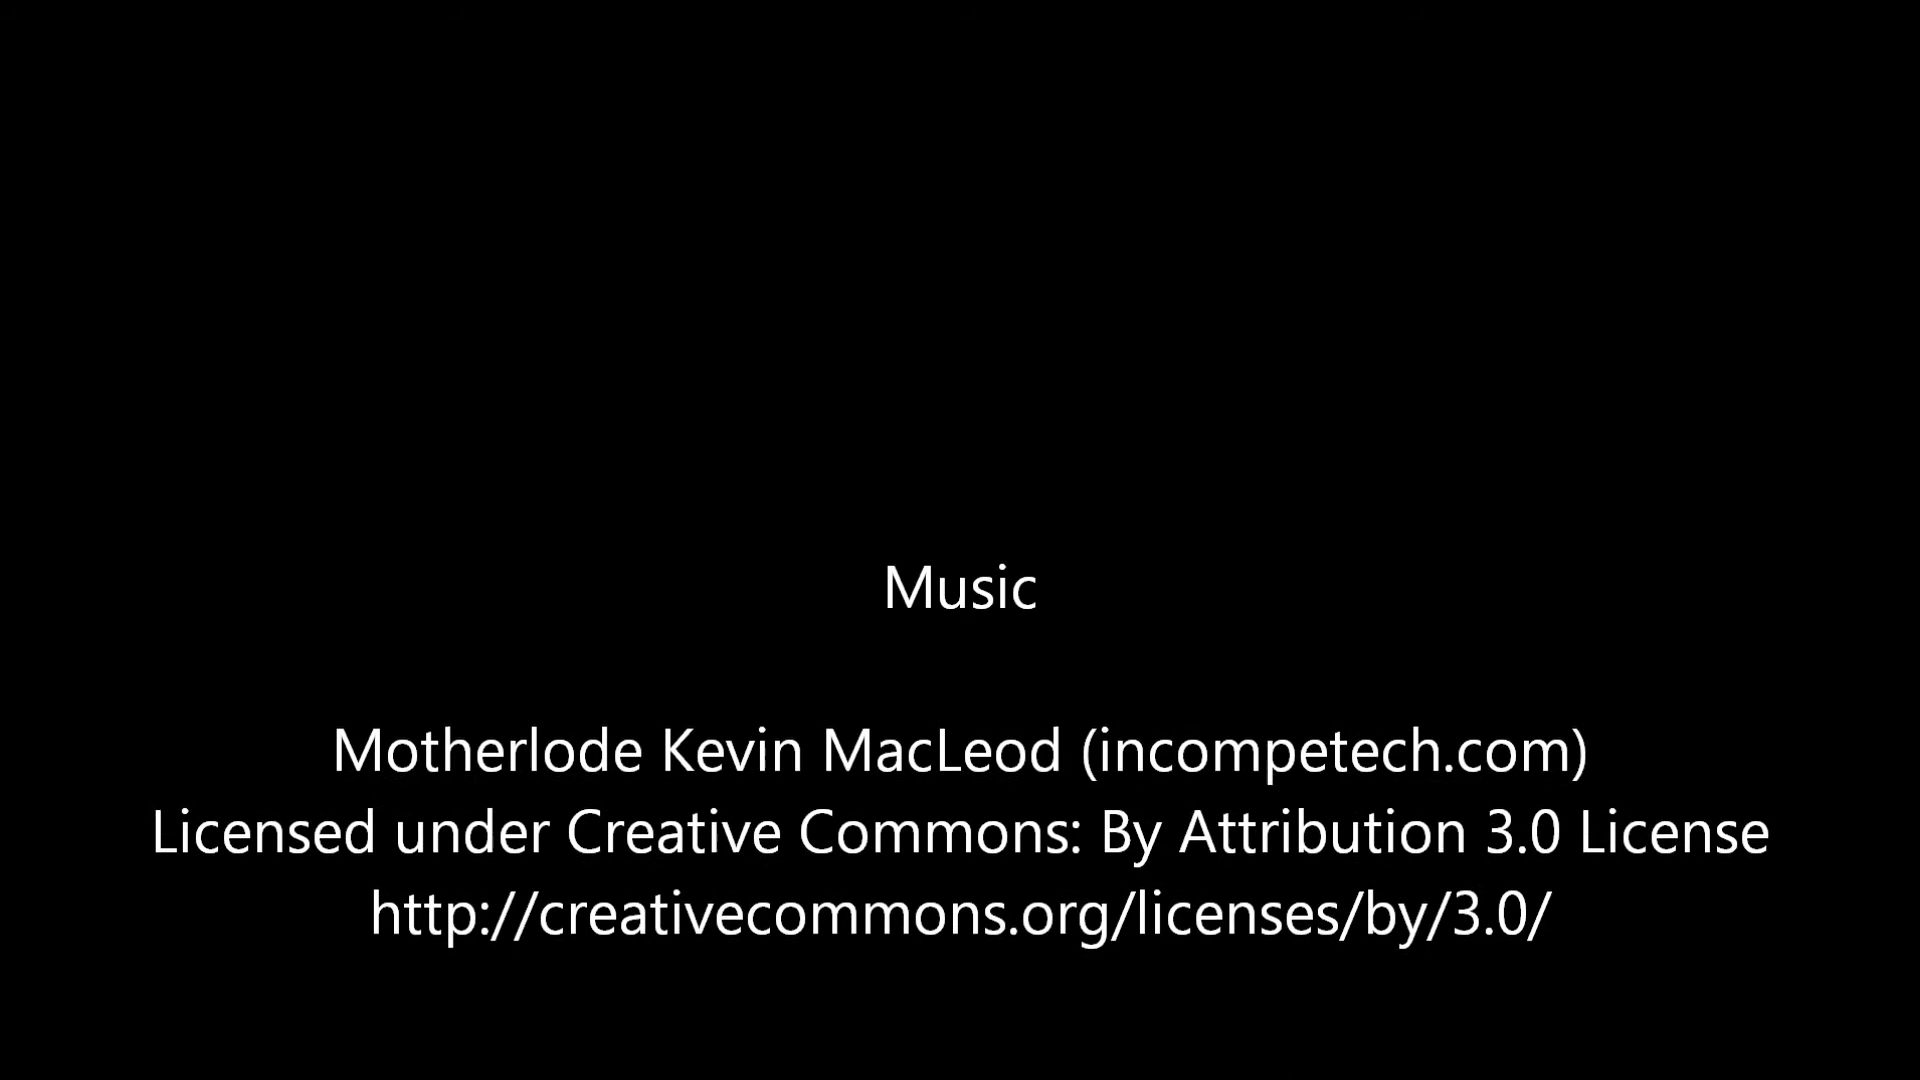 Music
Motherlode Kevin MacLeod (incompetech.com)
Licensed under Creative Commons: By Attribution 3.0 License
http://creativecommons.org/licenses/by/3.0/